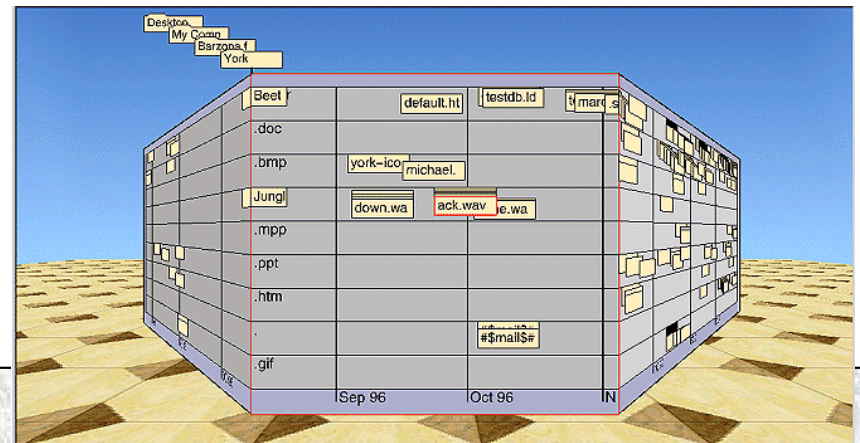 Desktop
My Comp
Barzona.f
York
Beet
default.ht
testdb.ld
marc
.s
.doc
.bmp
york-ico
michael.
Jungl
down.wa
ack.wav
e.wa
.mpp
.ppt
.htm
.
#$mail$#
.gif
Sep 96
Oct 96
N